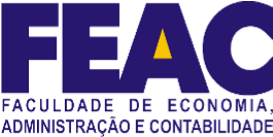 FEAC
FACULDADE DE ECONOMIA,
ADMINISTRAÇÃO E CONTABILIDADE